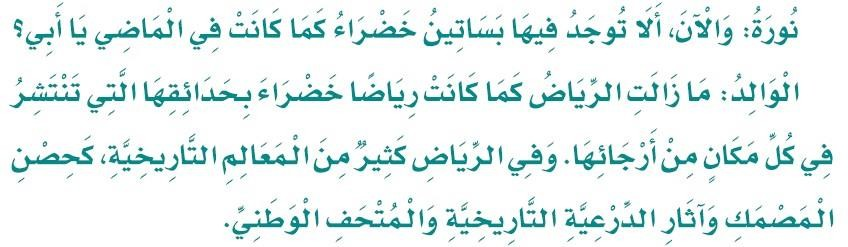 نُورَةُ: وَالْآنَ، أَلَا تُوجَدُ فِيهَا بَسَاتِينُ خَضْرَاءُ كَمَا كَانَتْ فِي الْمَاضِي يَا أَبِي؟
الْوَالِدُ: مَا زَالَتِ الرِّيَاضُ كَمَا كَانَتْ رِيَاضًا خَضْرَاءَ بِحَدَائِقِهَا الَّتِي تَنْتَشِرُ
فِي كُلِّ مَكَانٍ مِنْ أَرْجَائِهَا. وَفِي الرِّيَاضِ كَثِيرٌ مِنَ الْمَعَالِمِ التَّارِيخِيَّةِ، كَحِصْنِ
الْمَصْمَكِ وَآثَارِ الدِّرْعِيَّةِ التَّارِيخِيَّةِ وَالْمُتْحَفِ الْوَطَنِيِّ.